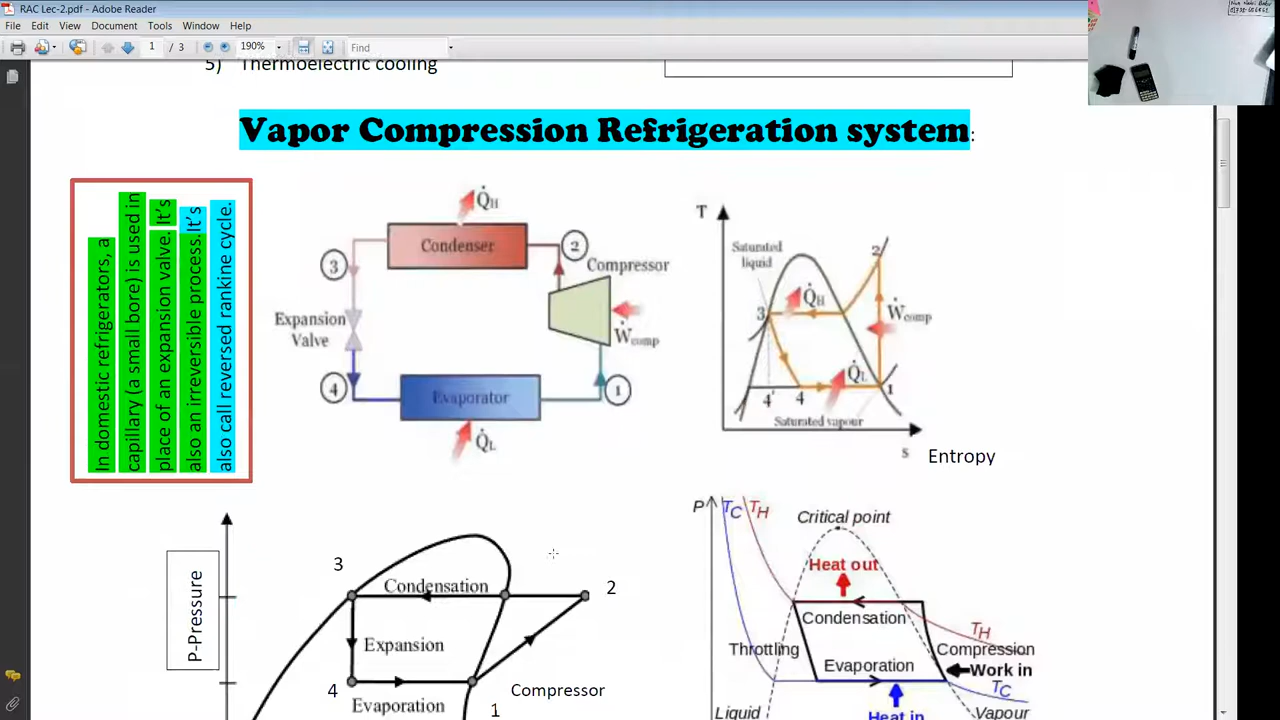 RAC Lec-2.pdf - Adobe Reader
File Edit View Document Tools Window Help
1 / 3 190% Find
5) Thermoelectric cooling
Vapor Compression Refrigeration system:
In domestic refrigerators, a
capillary (a small bore) is used in
place of an expansion valve. It's
also an irreversible process. It's
also call reversed rankine cycle.
Q̇H
Condenser
2
3
Compressor
Expansion
Valve
Ẇcomp
4
Evaporator
1
Q̇L
T
Saturated
liquid
2
Q̇H
3
Ẇcomp
Q̇L
4' 4 1
Saturated vapour
s
Entropy
P-Pressure
3
Condensation
2
Expansion
4
Evaporation
Compressor
1
P TC TH
Critical point
Heat out
Condensation
TH
Throttling
Compression
Evaporation
Work in
TC
Liquid
Heat in
Vapour